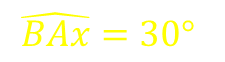 $\widehat{BAx} = 30°$